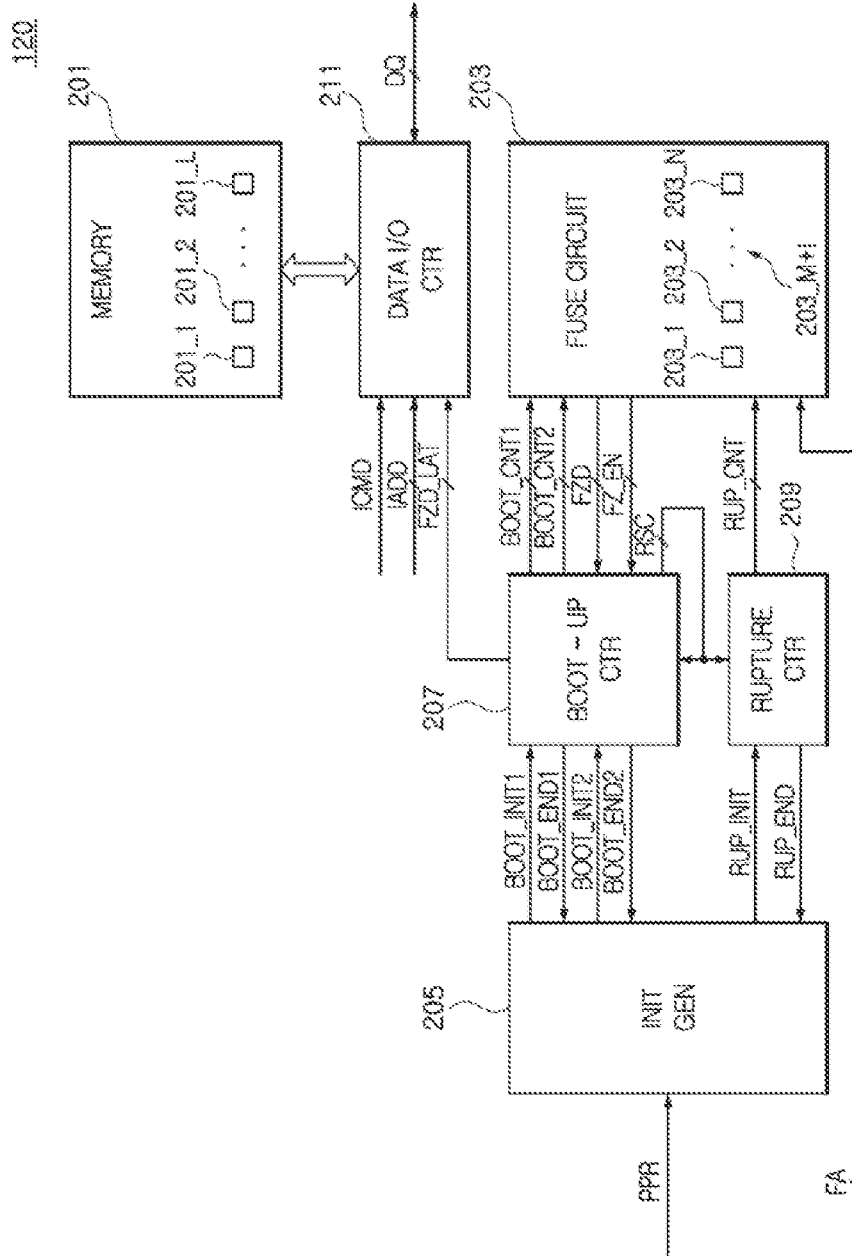 120
MEMORY
201
201_1
201_2
201_L
. . .
DATA I/O
CTR
211
DQ
ICMD
IADD
FZD_LAT
FUSE CIRCUIT
203
203_1
203_2
203_N
. . .
203_M+1
BOOT_CNT1
BOOT_CNT2
FZD
FZ_EN
RSC
RUP_CNT
BOOT-UP
CTR
207
RUPTURE
CTR
209
BOOT_INIT1
BOOT_END1
BOOT_INIT2
BOOT_END2
RUP_INIT
RUP_END
INIT
GEN
205
PPR
FA